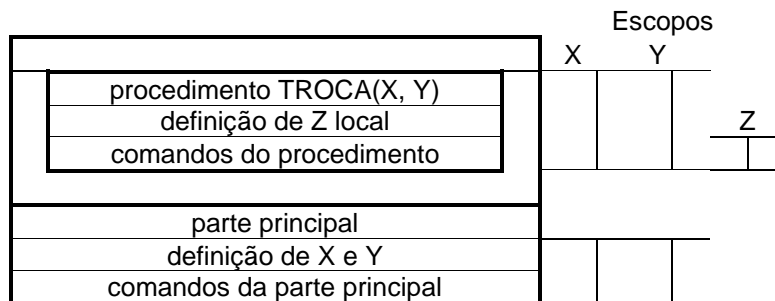 Escopos
X Y
procedimento TROCA(X, Y)
definição de Z local Z
comandos do procedimento
parte principal
definição de X e Y
comandos da parte principal